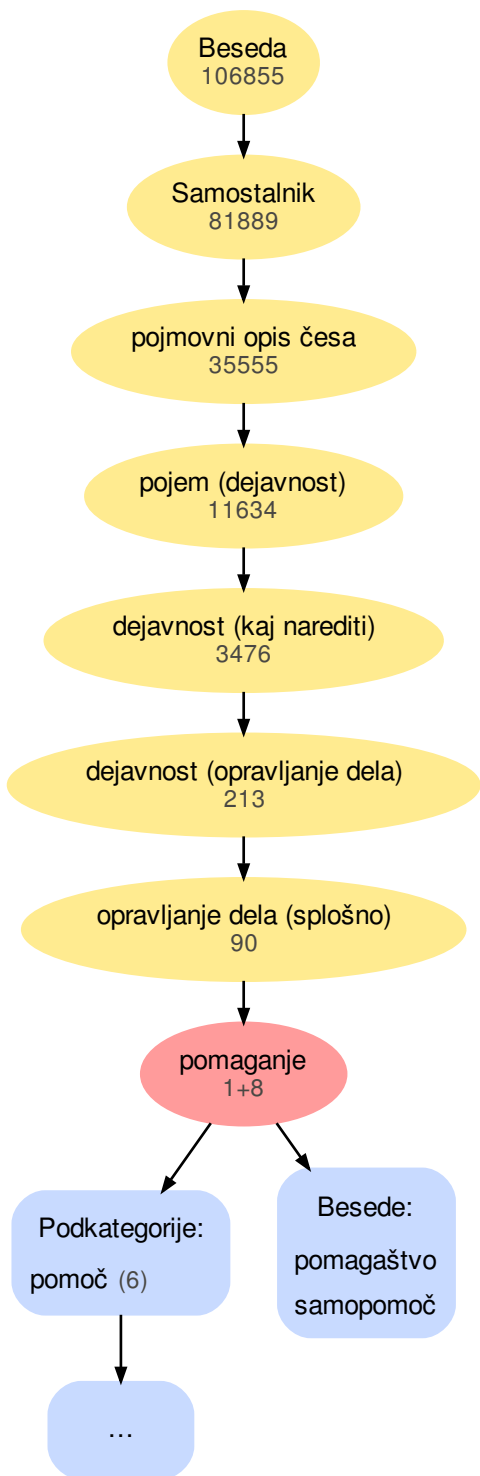 Beseda
106855
Samostalnik
81889
pojmovni opis česa
35555
pojem (dejavnost)
11634
dejavnost (kaj narediti)
3476
dejavnost (opravljanje dela)
213
opravljanje dela (splošno)
90
pomaganje
1+8
Podkategorije:
pomoč (6)
Besede:
pomagaštvo
samopomoč
...